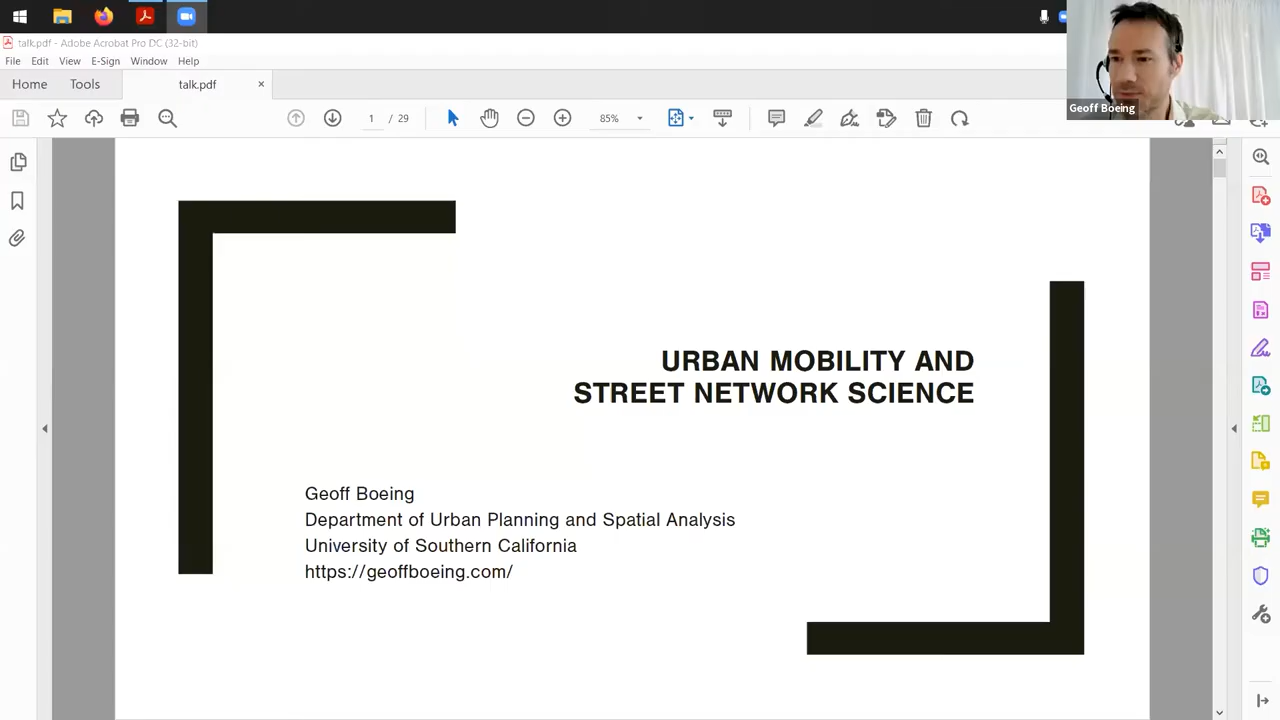 talk.pdf - Adobe Acrobat Pro DC (32-bit)
File Edit View E-Sign Window Help
Home Tools talk.pdf ×
1 / 29 85%
Geoff Boeing
URBAN MOBILITY AND
STREET NETWORK SCIENCE
Geoff Boeing
Department of Urban Planning and Spatial Analysis
University of Southern California
https://geoffboeing.com/